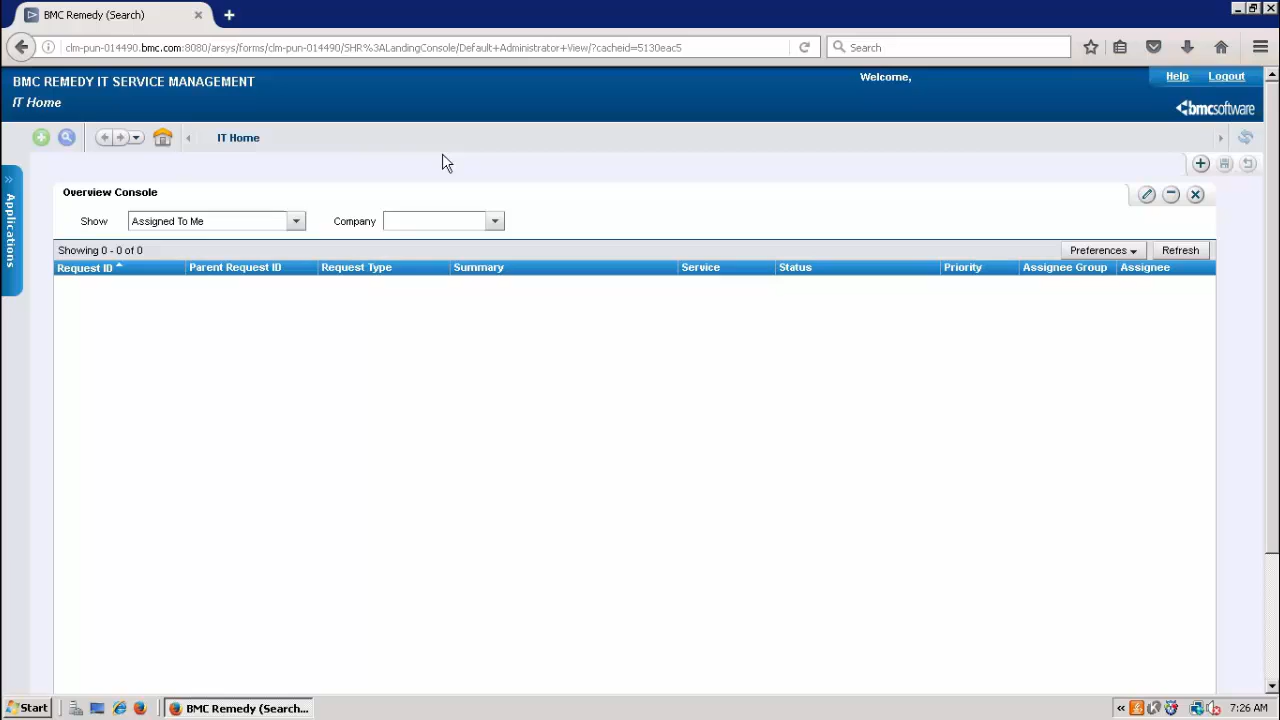 BMC Remedy (Search)
clm-pun-014490.bmc.com:8080/arsys/forms/clm-pun-014490/SHR%3ALandingConsole/Default+Administrator+View/?cacheid=5130eac5
Search
BMC REMEDY IT SERVICE MANAGEMENT
Welcome,
Help
Logout
IT Home
bmcsoftware
IT Home
Applications
Overview Console
Show
Assigned To Me
Company
Showing 0 - 0 of 0
Preferences
Refresh
Request ID
Parent Request ID
Request Type
Summary
Service
Status
Priority
Assignee Group
Assignee
Start
BMC Remedy (Search...
7:26 AM